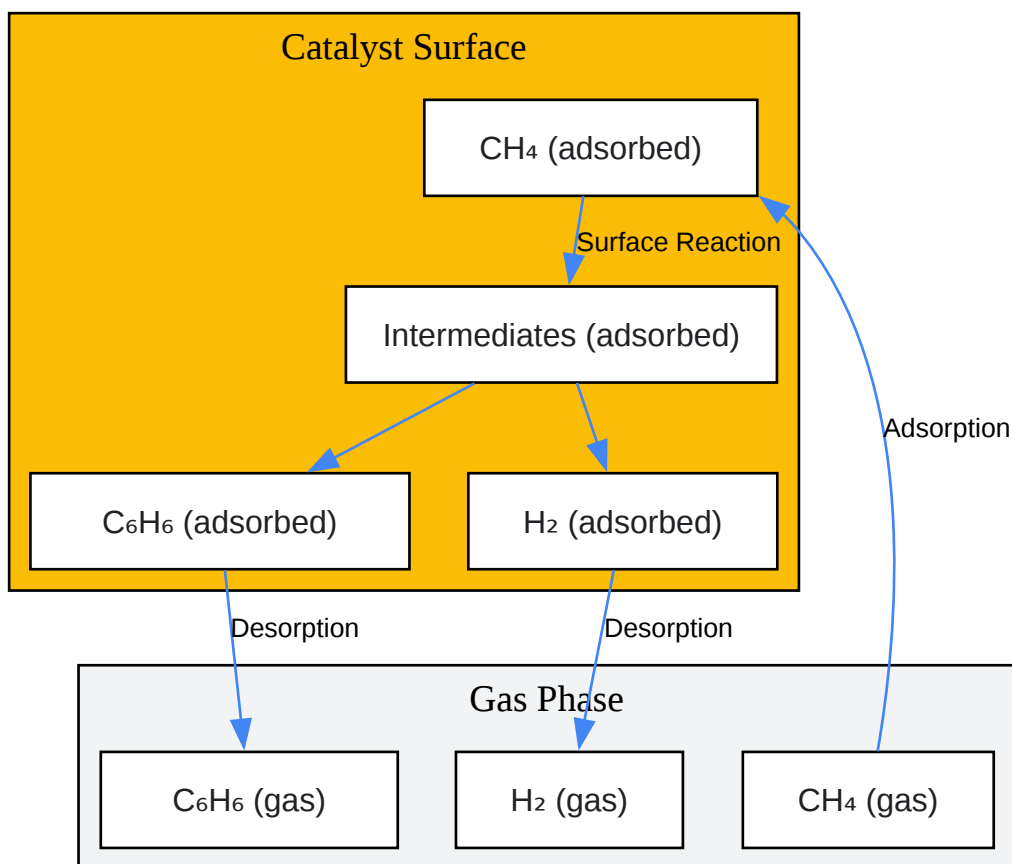 Catalyst Surface
CH₄ (adsorbed)
Surface Reaction
Intermediates (adsorbed)
Adsorption
C₆H₆ (adsorbed)
H₂ (adsorbed)
Desorption
Desorption
Gas Phase
C₆H₆ (gas)
H₂ (gas)
CH₄ (gas)